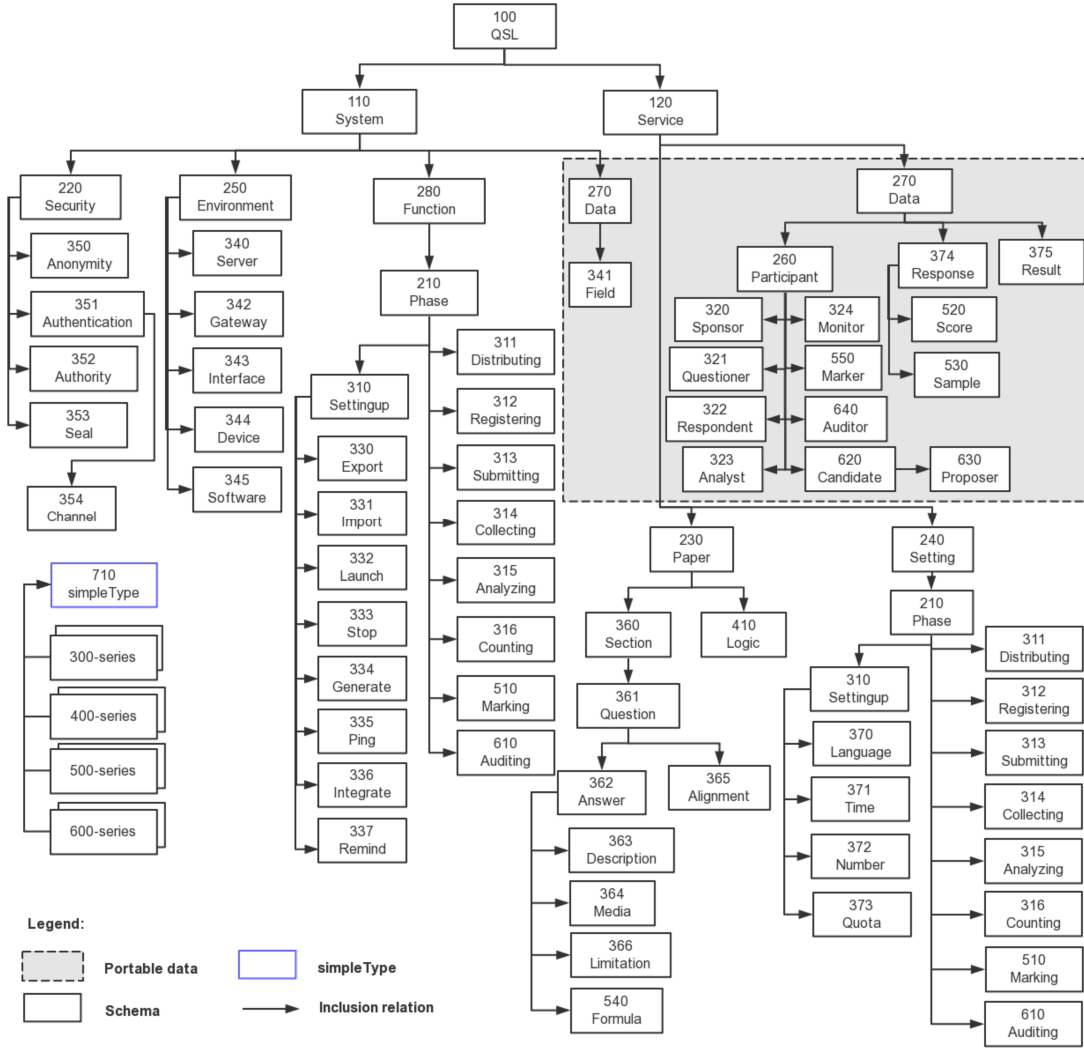 100
QSL
110
System
120
Service
220
Security
350
Anonymity
351
Authentication
352
Authority
353
Seal
354
Channel
250
Environment
340
Server
342
Gateway
343
Interface
344
Device
345
Software
280
Function
210
Phase
310
Settingup
330
Export
331
Import
332
Launch
333
Stop
334
Generate
335
Ping
336
Integrate
337
Remind
311
Distributing
312
Registering
313
Submitting
314
Collecting
315
Analyzing
316
Counting
510
Marking
610
Auditing
270
Data
341
Field
270
Data
260
Participant
320
Sponsor
324
Monitor
321
Questioner
550
Marker
322
Respondent
640
Auditor
323
Analyst
620
Candidate
630
Proposer
374
Response
520
Score
530
Sample
375
Result
230
Paper
360
Section
410
Logic
361
Question
362
Answer
365
Alignment
363
Description
364
Media
366
Limitation
540
Formula
240
Setting
210
Phase
310
Settingup
370
Language
371
Time
372
Number
373
Quota
311
Distributing
312
Registering
313
Submitting
314
Collecting
315
Analyzing
316
Counting
510
Marking
610
Auditing
710
simpleType
300-series
400-series
500-series
600-series
Legend:
Portable data
simpleType
Schema
Inclusion relation